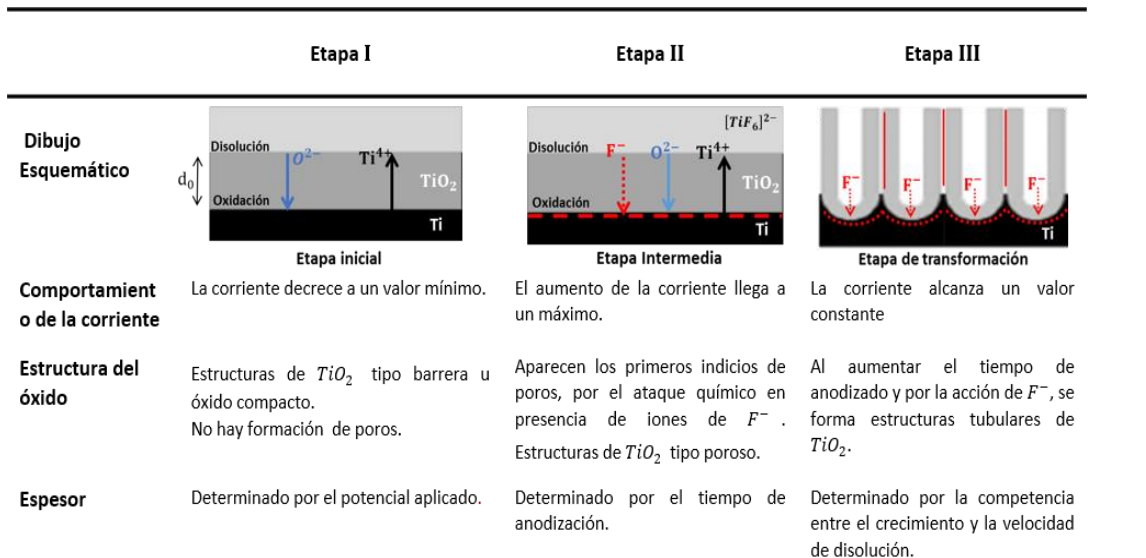 Etapa I Etapa II Etapa III
Dibujo
Esquemático
Disolución
O²⁻ Ti⁴⁺
d₀
TiO₂
Oxidación
Ti
Etapa inicial
[TiF₆]²⁻
Disolución F⁻ O²⁻ Ti⁴⁺
TiO₂
Oxidación
Ti
Etapa Intermedia
F⁻ F⁻ F⁻ F⁻
Ti
Etapa de transformación
Comportamient
o de la corriente
La corriente decrece a un valor mínimo.
El aumento de la corriente llega a
un máximo.
La corriente alcanza un valor
constante
Estructura del
óxido
Estructuras de TiO₂ tipo barrera u
óxido compacto.
No hay formación de poros.
Aparecen los primeros indicios de
poros, por el ataque químico en
presencia de iones de F⁻ .
Estructuras de TiO₂ tipo poroso.
Al aumentar el tiempo de
anodizado y por la acción de F⁻, se
forma estructuras tubulares de
TiO₂.
Espesor
Determinado por el potencial aplicado.
Determinado por el tiempo de
anodización.
Determinado por la competencia
entre el crecimiento y la velocidad
de disolución.